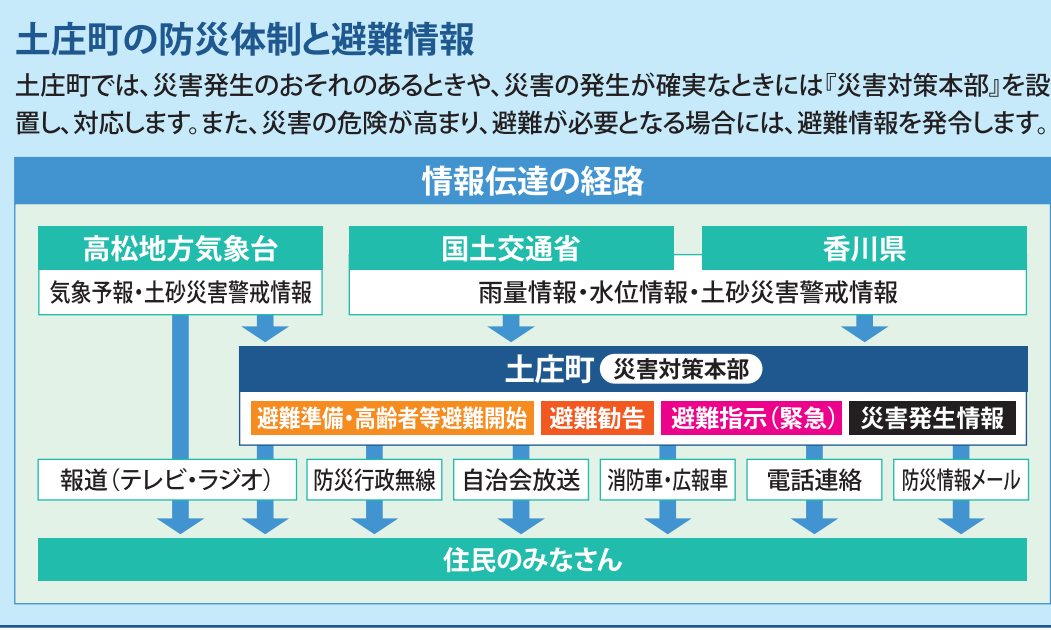 土庄町の防災体制と避難情報
土庄町では、災害発生のおそれのあるときや、災害の発生が確実なときには『災害対策本部』を設
置し、対応します。また、災害の危険が高まり、避難が必要となる場合には、避難情報を発令します。
情報伝達の経路
高松地方気象台
国土交通省
香川県
気象予報・土砂災害警戒情報
雨量情報・水位情報・土砂災害警戒情報
土庄町 災害対策本部
避難準備・高齢者等避難開始
避難勧告
避難指示(緊急)
災害発生情報
報道(テレビ・ラジオ)
防災行政無線
自治会放送
消防車・広報車
電話連絡
防災情報メール
住民のみなさん